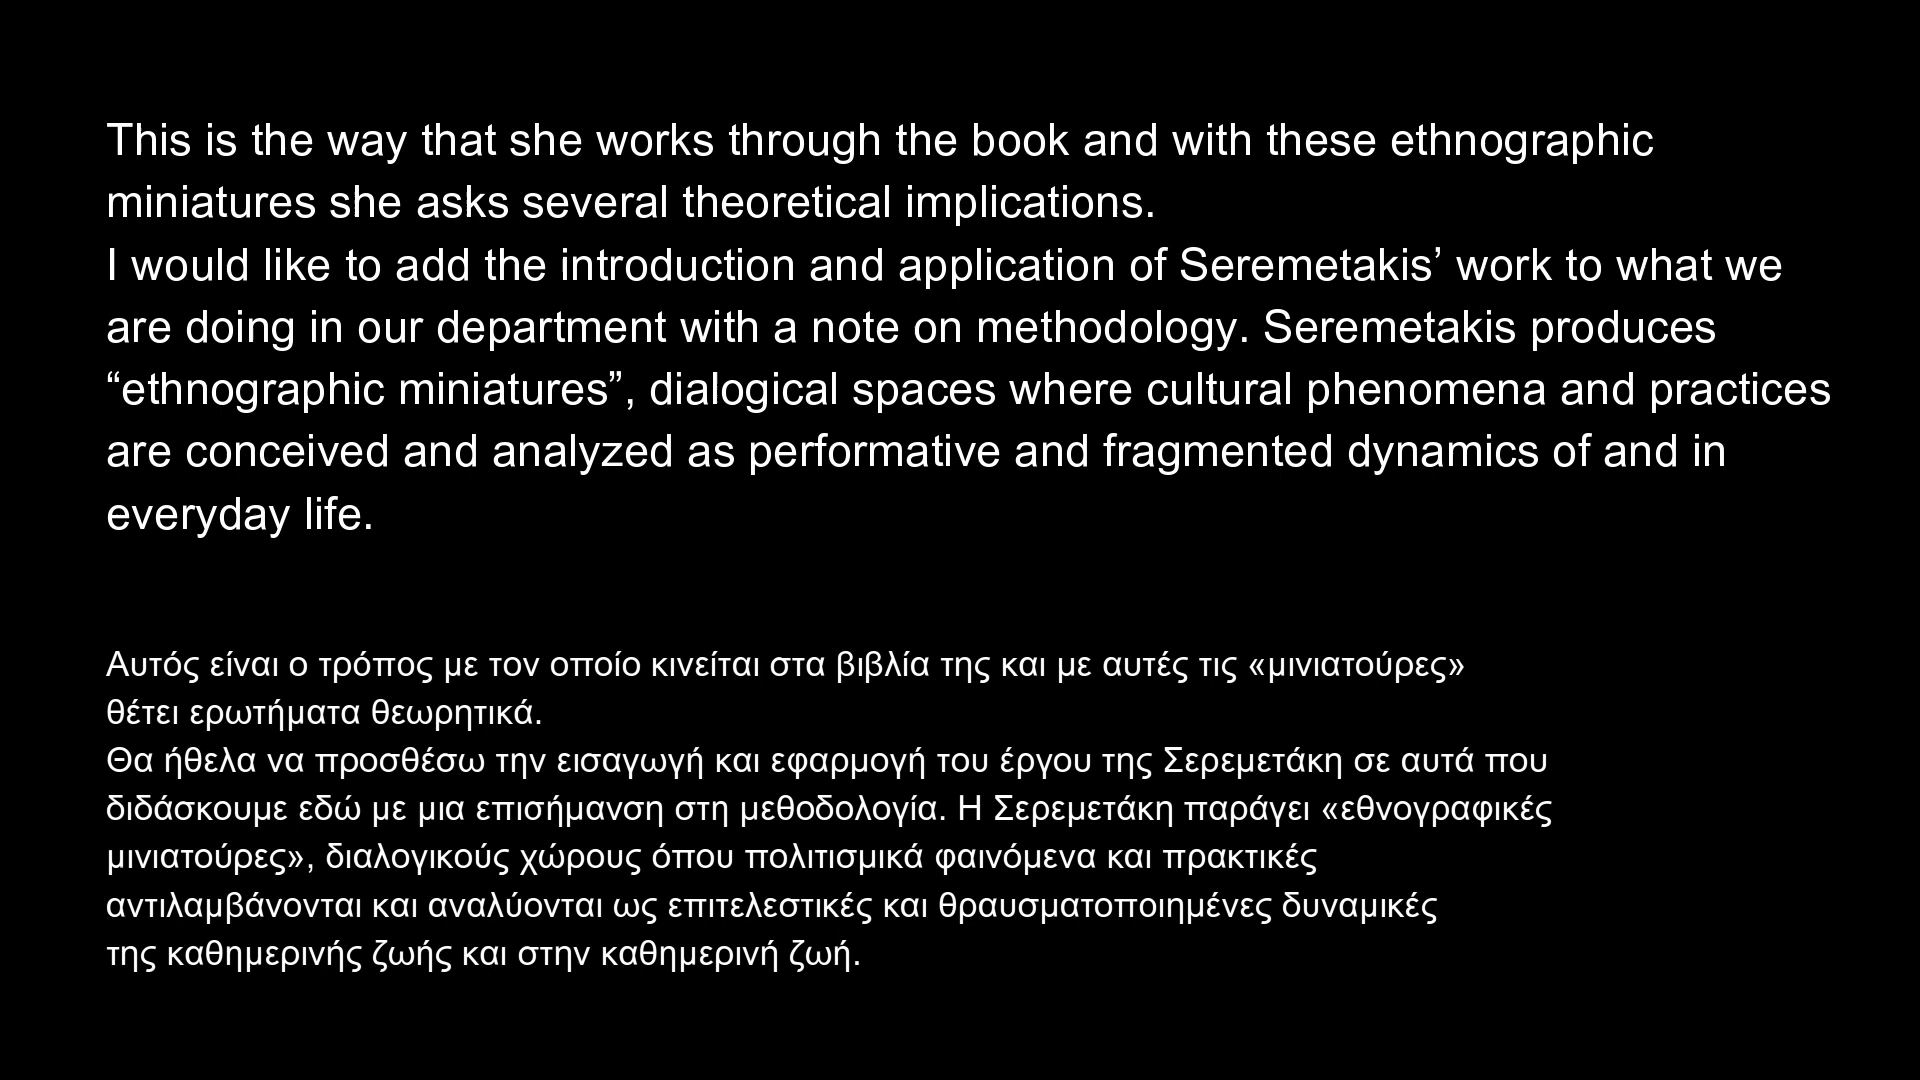 This is the way that she works through the book and with these ethnographic
miniatures she asks several theoretical implications.
I would like to add the introduction and application of Seremetakis’ work to what we
are doing in our department with a note on methodology. Seremetakis produces
“ethnographic miniatures”, dialogical spaces where cultural phenomena and practices
are conceived and analyzed as performative and fragmented dynamics of and in
everyday life.
Αυτός είναι ο τρόπος με τον οποίο κινείται στα βιβλία της και με αυτές τις «μινιατούρες»
θέτει ερωτήματα θεωρητικά.
Θα ήθελα να προσθέσω την εισαγωγή και εφαρμογή του έργου της Σερεμετάκη σε αυτά που
διδάσκουμε εδώ με μια επισήμανση στη μεθοδολογία. Η Σερεμετάκη παράγει «εθνογραφικές
μινιατούρες», διαλογικούς χώρους όπου πολιτισμικά φαινόμενα και πρακτικές
αντιλαμβάνονται και αναλύονται ως επιτελεστικές και θραυσματοποιημένες δυναμικές
της καθημερινής ζωής και στην καθημερινή ζωή.